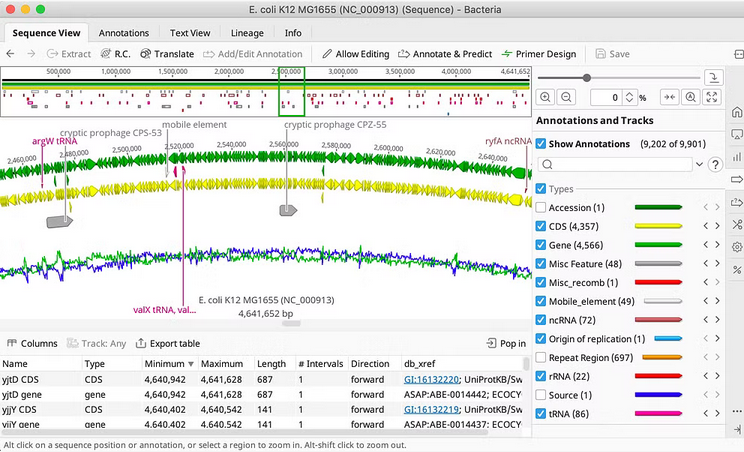 E. coli K12 MG1655 (NC_000913) (Sequence) - Bacteria
Sequence View Annotations Text View Lineage Info
Extract R.C. Translate Add/Edit Annotation Allow Editing Annotate & Predict Primer Design Save
500,000 1,000,000 1,500,000 2,000,000 2,500,000 3,000,000 3,500,000 4,000,000 4,641,652
0 %
Annotations and Tracks
Show Annotations (9,202 of 9,901)
?
Types
Accession (1)
CDS (4,357)
Gene (4,566)
Misc Feature (48)
Misc_recomb (1)
Mobile_element (49)
ncRNA (72)
Origin of replication (1)
Repeat Region (697)
rRNA (22)
Source (1)
tRNA (86)
mobile element
cryptic prophage CPS-53
cryptic prophage CPZ-55
argW tRNA
ryfA ncRNA
2,460,000 2,480,000 2,500,000 2,520,000 2,540,000 2,560,000 2,580,000 2,600,000 2,620,000 2,640,000
E. coli K12 MG1655 (NC_000913)
4,641,652 bp
valX tRNA, val...
Columns Track: Any Export table Pop in
Name Type Minimum Maximum Length # Intervals Direction db_xref
yjtD CDS CDS 4,640,942 4,641,628 687 1 forward GI:16132220; UniProtKB/Sw
yjtD gene gene 4,640,942 4,641,628 687 1 forward ASAP:ABE-0014442; ECOCY
yjjY CDS CDS 4,640,402 4,640,542 141 1 forward GI:16132219; UniProtKB/Sw
yjjY gene gene 4,640,402 4,640,542 141 1 forward ASAP:ABE-0014437; ECOCY
Alt click on a sequence position or annotation, or select a region to zoom in. Alt-shift click to zoom out.